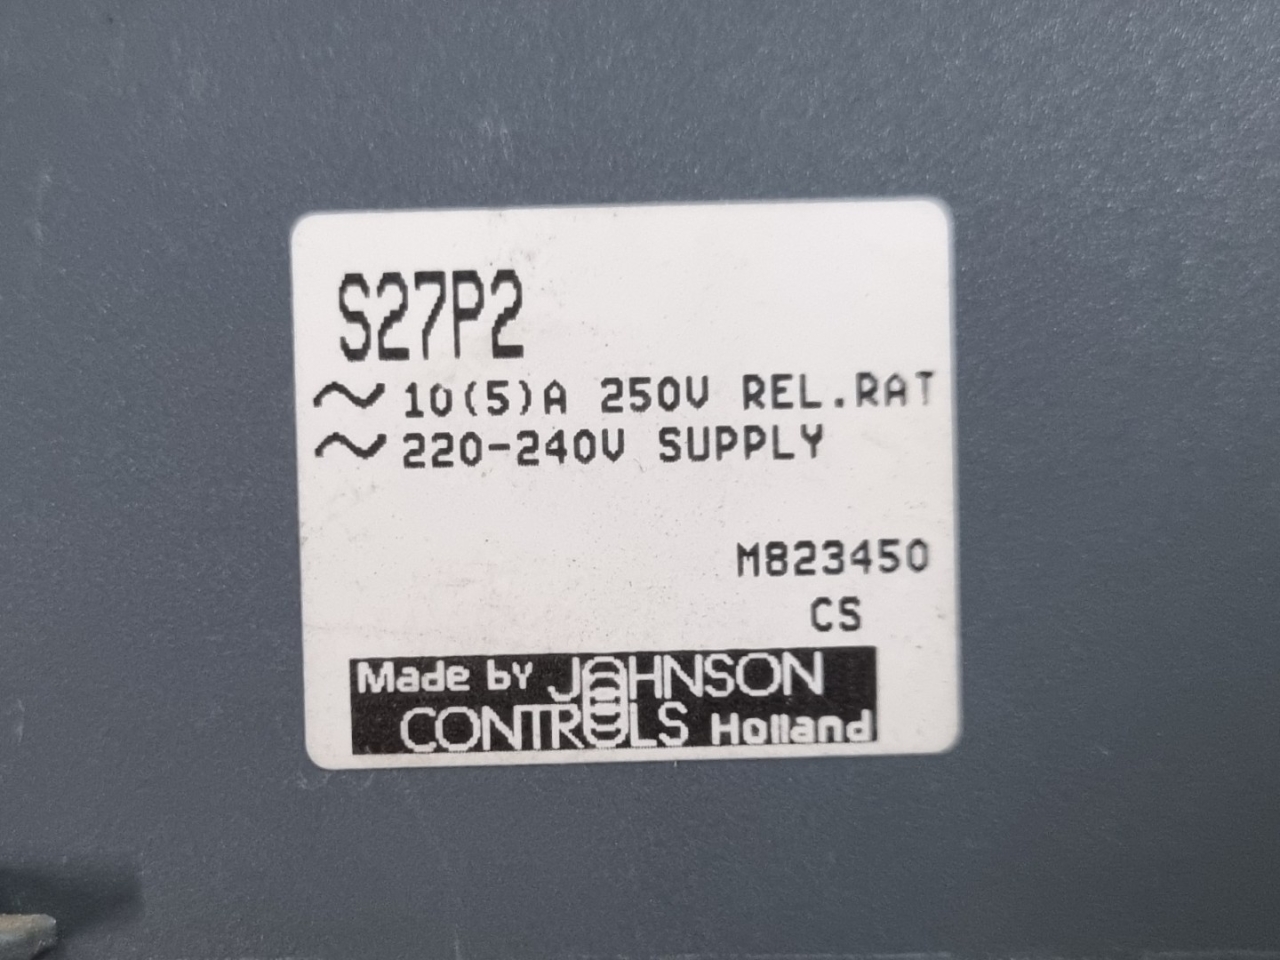 S27P2
~ 10(5)A 250V REL.RAT
~ 220-240V SUPPLY
M823450
CS
Made by JOHNSON
CONTROLS Holland